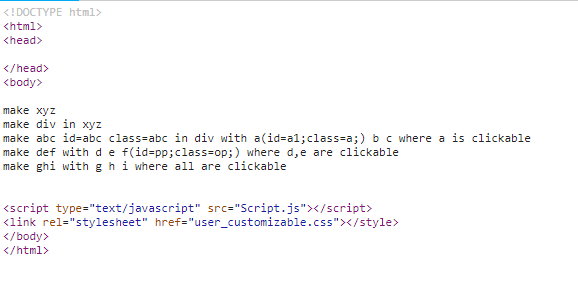 <!DOCTYPE html>
<html>
<head>
</head>
<body>
make xyz
make div in xyz
make abc id=abc class=abc in div with a(id=a1;class=a;) b c where a is clickable
make def with d e f(id=pp;class=op;) where d,e are clickable
make ghi with g h i where all are clickable
<script type="text/javascript" src="Script.js"></script>
<link rel="stylesheet" href="user_customizable.css"></style>
</body>
</html>